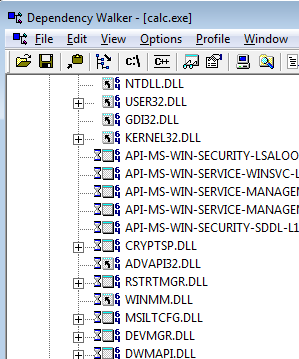 Dependency Walker - [calc.exe]
File Edit View Options Profile Window
c:\ C++
NTDLL.DLL
USER32.DLL
GDI32.DLL
KERNEL32.DLL
API-MS-WIN-SECURITY-LSALOO
API-MS-WIN-SERVICE-WINSVC-L
API-MS-WIN-SERVICE-MANAGEM
API-MS-WIN-SERVICE-MANAGEM
API-MS-WIN-SECURITY-SDDL-L1
CRYPTSP.DLL
ADVAPI32.DLL
RSTRTMGR.DLL
WINMM.DLL
MSILTCFG.DLL
DEVMGR.DLL
DWMAPI.DLL